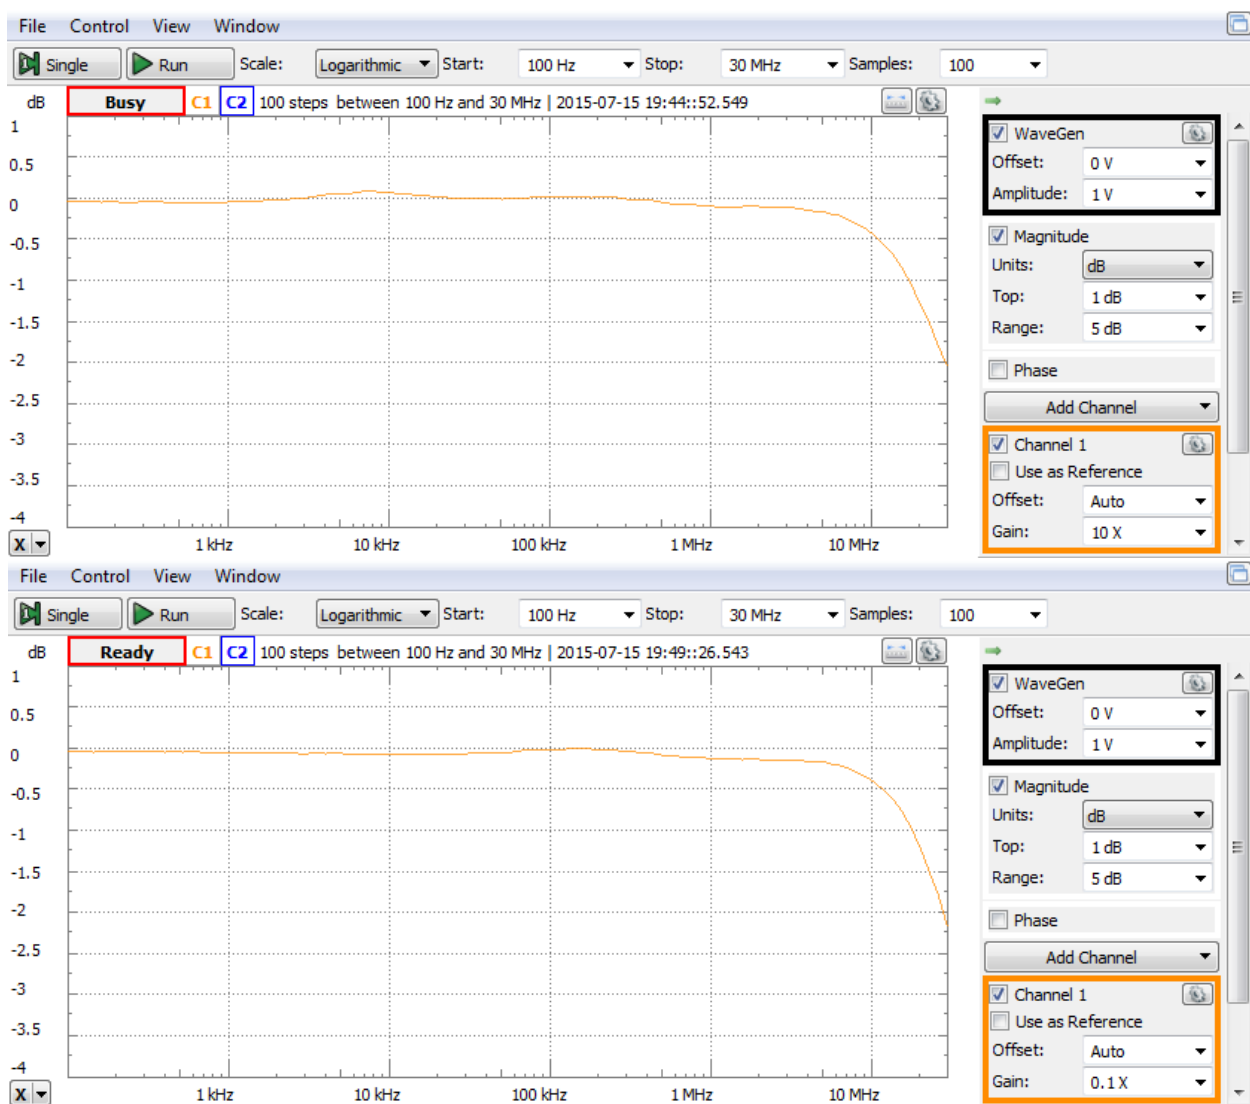 File Control View Window
Single Run Scale: Logarithmic Start: 100 Hz Stop: 30 MHz Samples: 100
dB Busy C1 C2 100 steps between 100 Hz and 30 MHz | 2015-07-15 19:44::52.549
1
WaveGen
0.5
Offset: 0 V
0
Amplitude: 1 V
-0.5
Magnitude
Units: dB
-1
Top: 1 dB
-1.5
Range: 5 dB
-2
Phase
-2.5
Add Channel
-3
Channel 1
Use as Reference
-3.5
Offset: Auto
-4
Gain: 10 X
X 1 kHz 10 kHz 100 kHz 1 MHz 10 MHz
File Control View Window
Single Run Scale: Logarithmic Start: 100 Hz Stop: 30 MHz Samples: 100
dB Ready C1 C2 100 steps between 100 Hz and 30 MHz | 2015-07-15 19:49::26.543
1
WaveGen
0.5
Offset: 0 V
0
Amplitude: 1 V
-0.5
Magnitude
Units: dB
-1
Top: 1 dB
-1.5
Range: 5 dB
-2
Phase
-2.5
Add Channel
-3
Channel 1
Use as Reference
-3.5
Offset: Auto
-4
Gain: 0.1 X
X 1 kHz 10 kHz 100 kHz 1 MHz 10 MHz